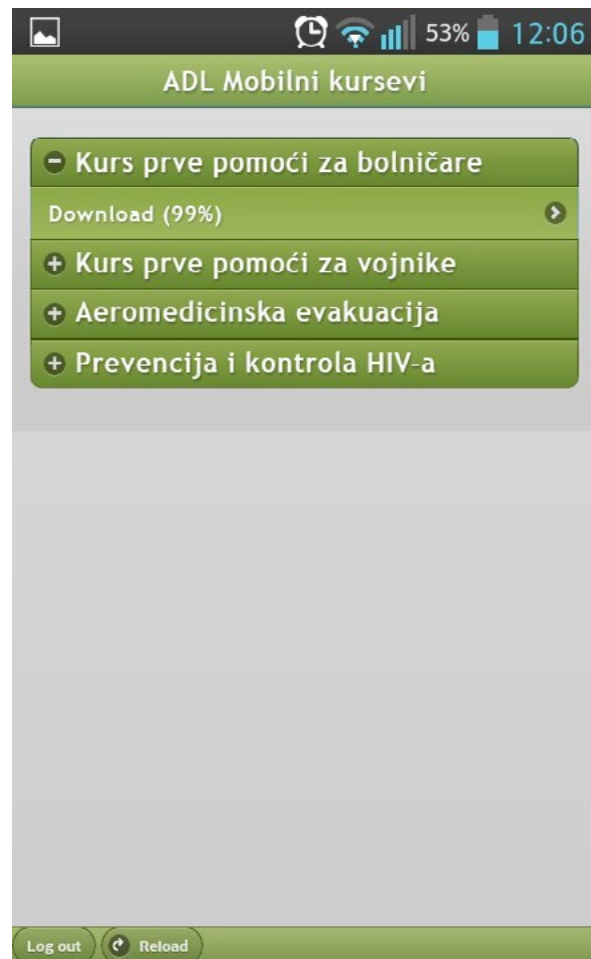 53% 12:06
ADL Mobilni kursevi
Kurs prve pomoći za bolničare
Download (99%)
Kurs prve pomoći za vojnike
Aeromedicinska evakuacija
Prevencija i kontrola HIV-a
Log out Reload